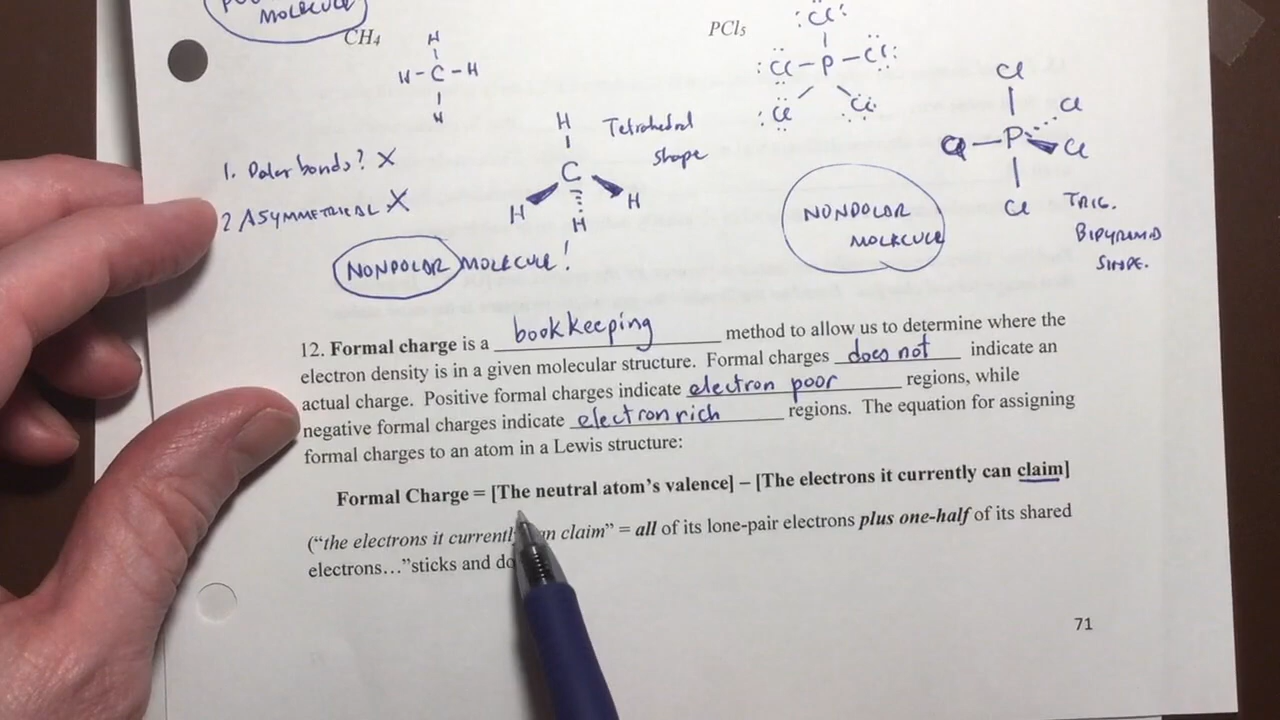 MOLECULE
CH4
PCl5
H
H-C-H
H
:Cl:
:Cl-P-Cl:
:Cl Cl:
1. Polar bonds? X
2 ASYMMETRICAL X
H
C
H H H
Tetrahedral
shape
NONPOLAR MOLECULE!
NONPOLAR
MOLECULE
Cl
Cl
Cl-P Cl
Cl
TRIG.
BIPYRAMID
SHAPE.
12. Formal charge is a bookkeeping method to allow us to determine where the
electron density is in a given molecular structure. Formal charges does not indicate an
actual charge. Positive formal charges indicate electron poor regions, while
negative formal charges indicate electron rich regions. The equation for assigning
formal charges to an atom in a Lewis structure:
Formal Charge = [The neutral atom's valence] – [The electrons it currently can claim]
("the electrons it currently can claim" = all of its lone-pair electrons plus one-half of its shared
electrons…"sticks and do
71